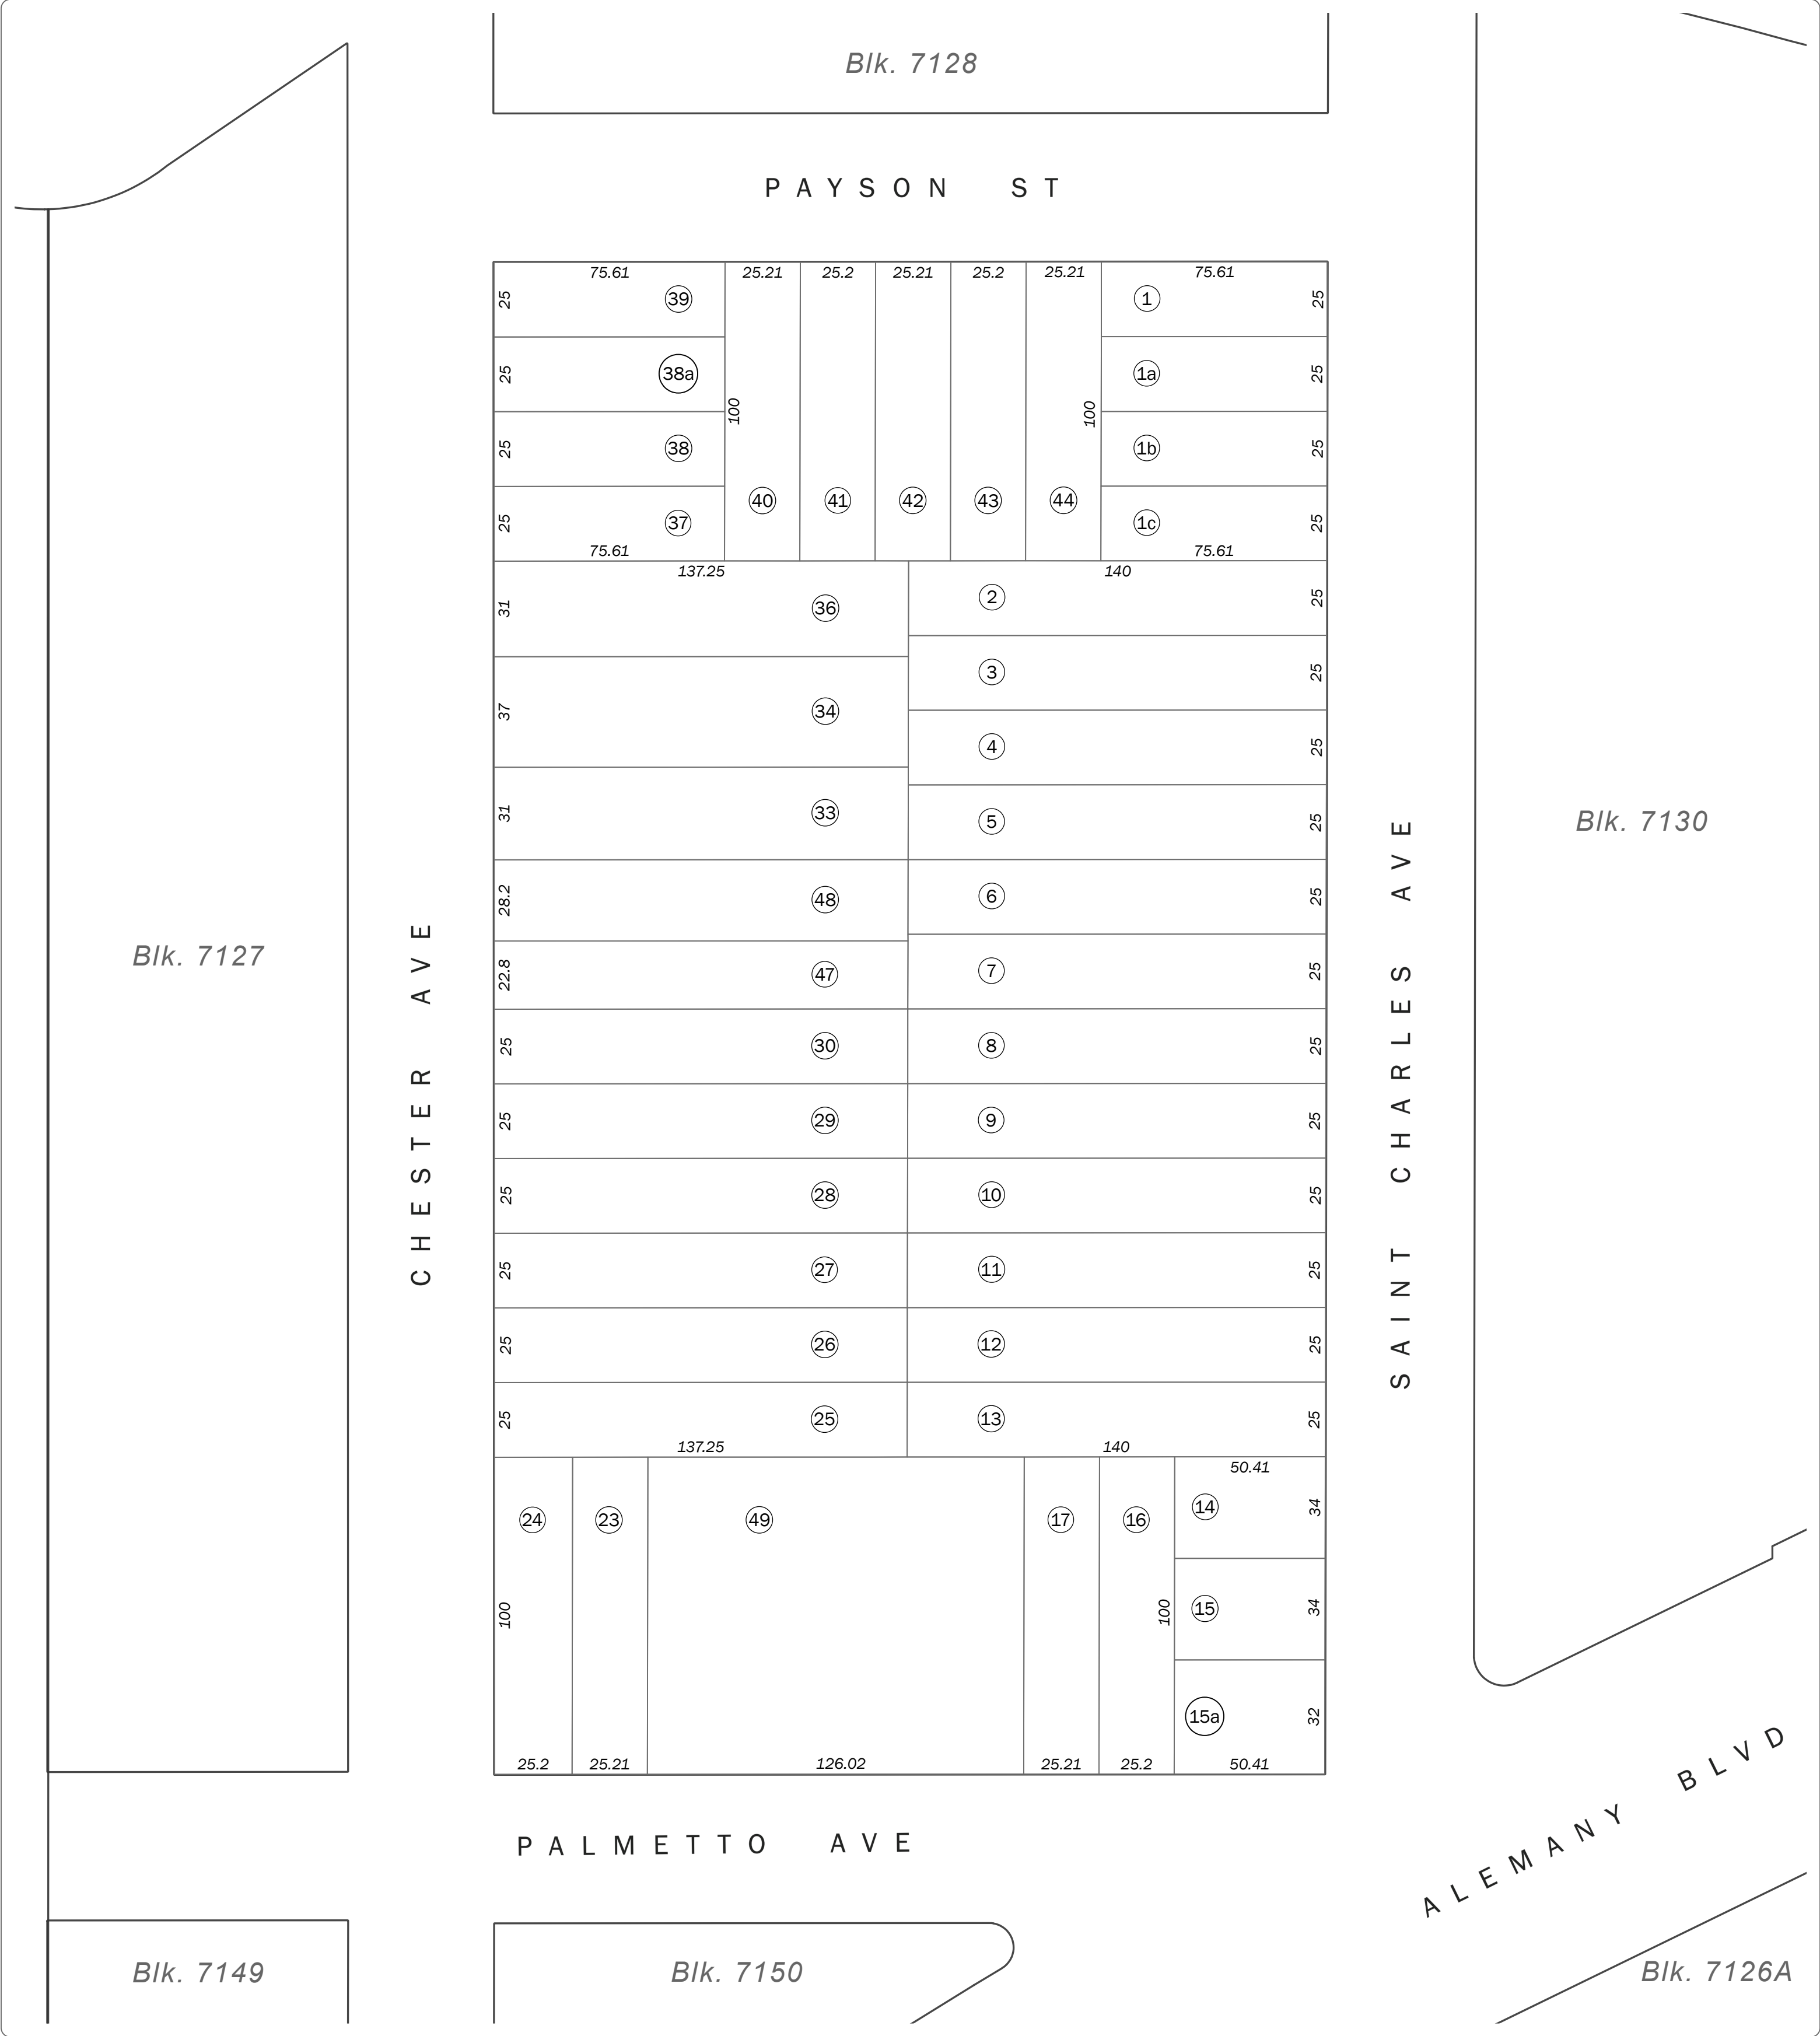 Blk. 7128
PAYSON ST
75.61 25.21 25.2 25.21 25.2 25.21 75.61
25 39 1 25
25 38a 1a 25
100 100
25 38 1b 25
40 41 42 43 44
25 37 1c 25
75.61 75.61
137.25 140
31 36 2 25
3 25
37 34
4 25
31 33 5 25
Blk. 7130
28.2 48 6 25
Blk. 7127
22.8 47 7 25
CHESTER AVE
SAINT CHARLES AVE
25 30 8 25
25 29 9 25
25 28 10 25
25 27 11 25
25 26 12 25
25 25 13 25
137.25 140
50.41
24 23 49 17 16 14 34
100 100 15 34
15a 32
25.2 25.21 126.02 25.21 25.2 50.41
PALMETTO AVE
ALEMANY BLVD
Blk. 7149
Blk. 7150
Blk. 7126A